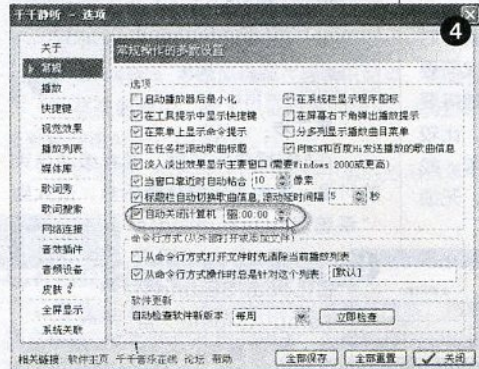 千千静听 - 选项
4
关于
常规
播放
快捷键
视觉效果
播放列表
媒体库
歌词秀
歌词搜索
网络连接
音效插件
音频设备
皮肤
全屏显示
系统关联
常规操作的参数设置
选项
启动播放器后最小化 在系统栏显示程序图标
在工具提示中显示快捷键 在屏幕右下角弹出播放提示
在菜单上显示命令提示 分多列显示播放曲目菜单
在任务栏滚动歌曲标题 向MSN和百度Hi发送播放的歌曲信息
淡入淡出效果显示主要窗口(需要Windows 2000或更高)
当窗口靠近时自动粘合 10 像素
标题栏自动切换歌曲信息,滚动延时间隔 5 秒
自动关闭计算机 :00:00
命令行方式(从外部打开或添加文件)
从命令行方式打开文件时先清除当前播放列表
从命令行方式操作时总是针对这个列表: [默认]
软件更新
自动检查软件新版本 每周 立即检查
相关链接 软件主页 千千音乐在线 论坛 帮助 全部保存 全部重置 关闭